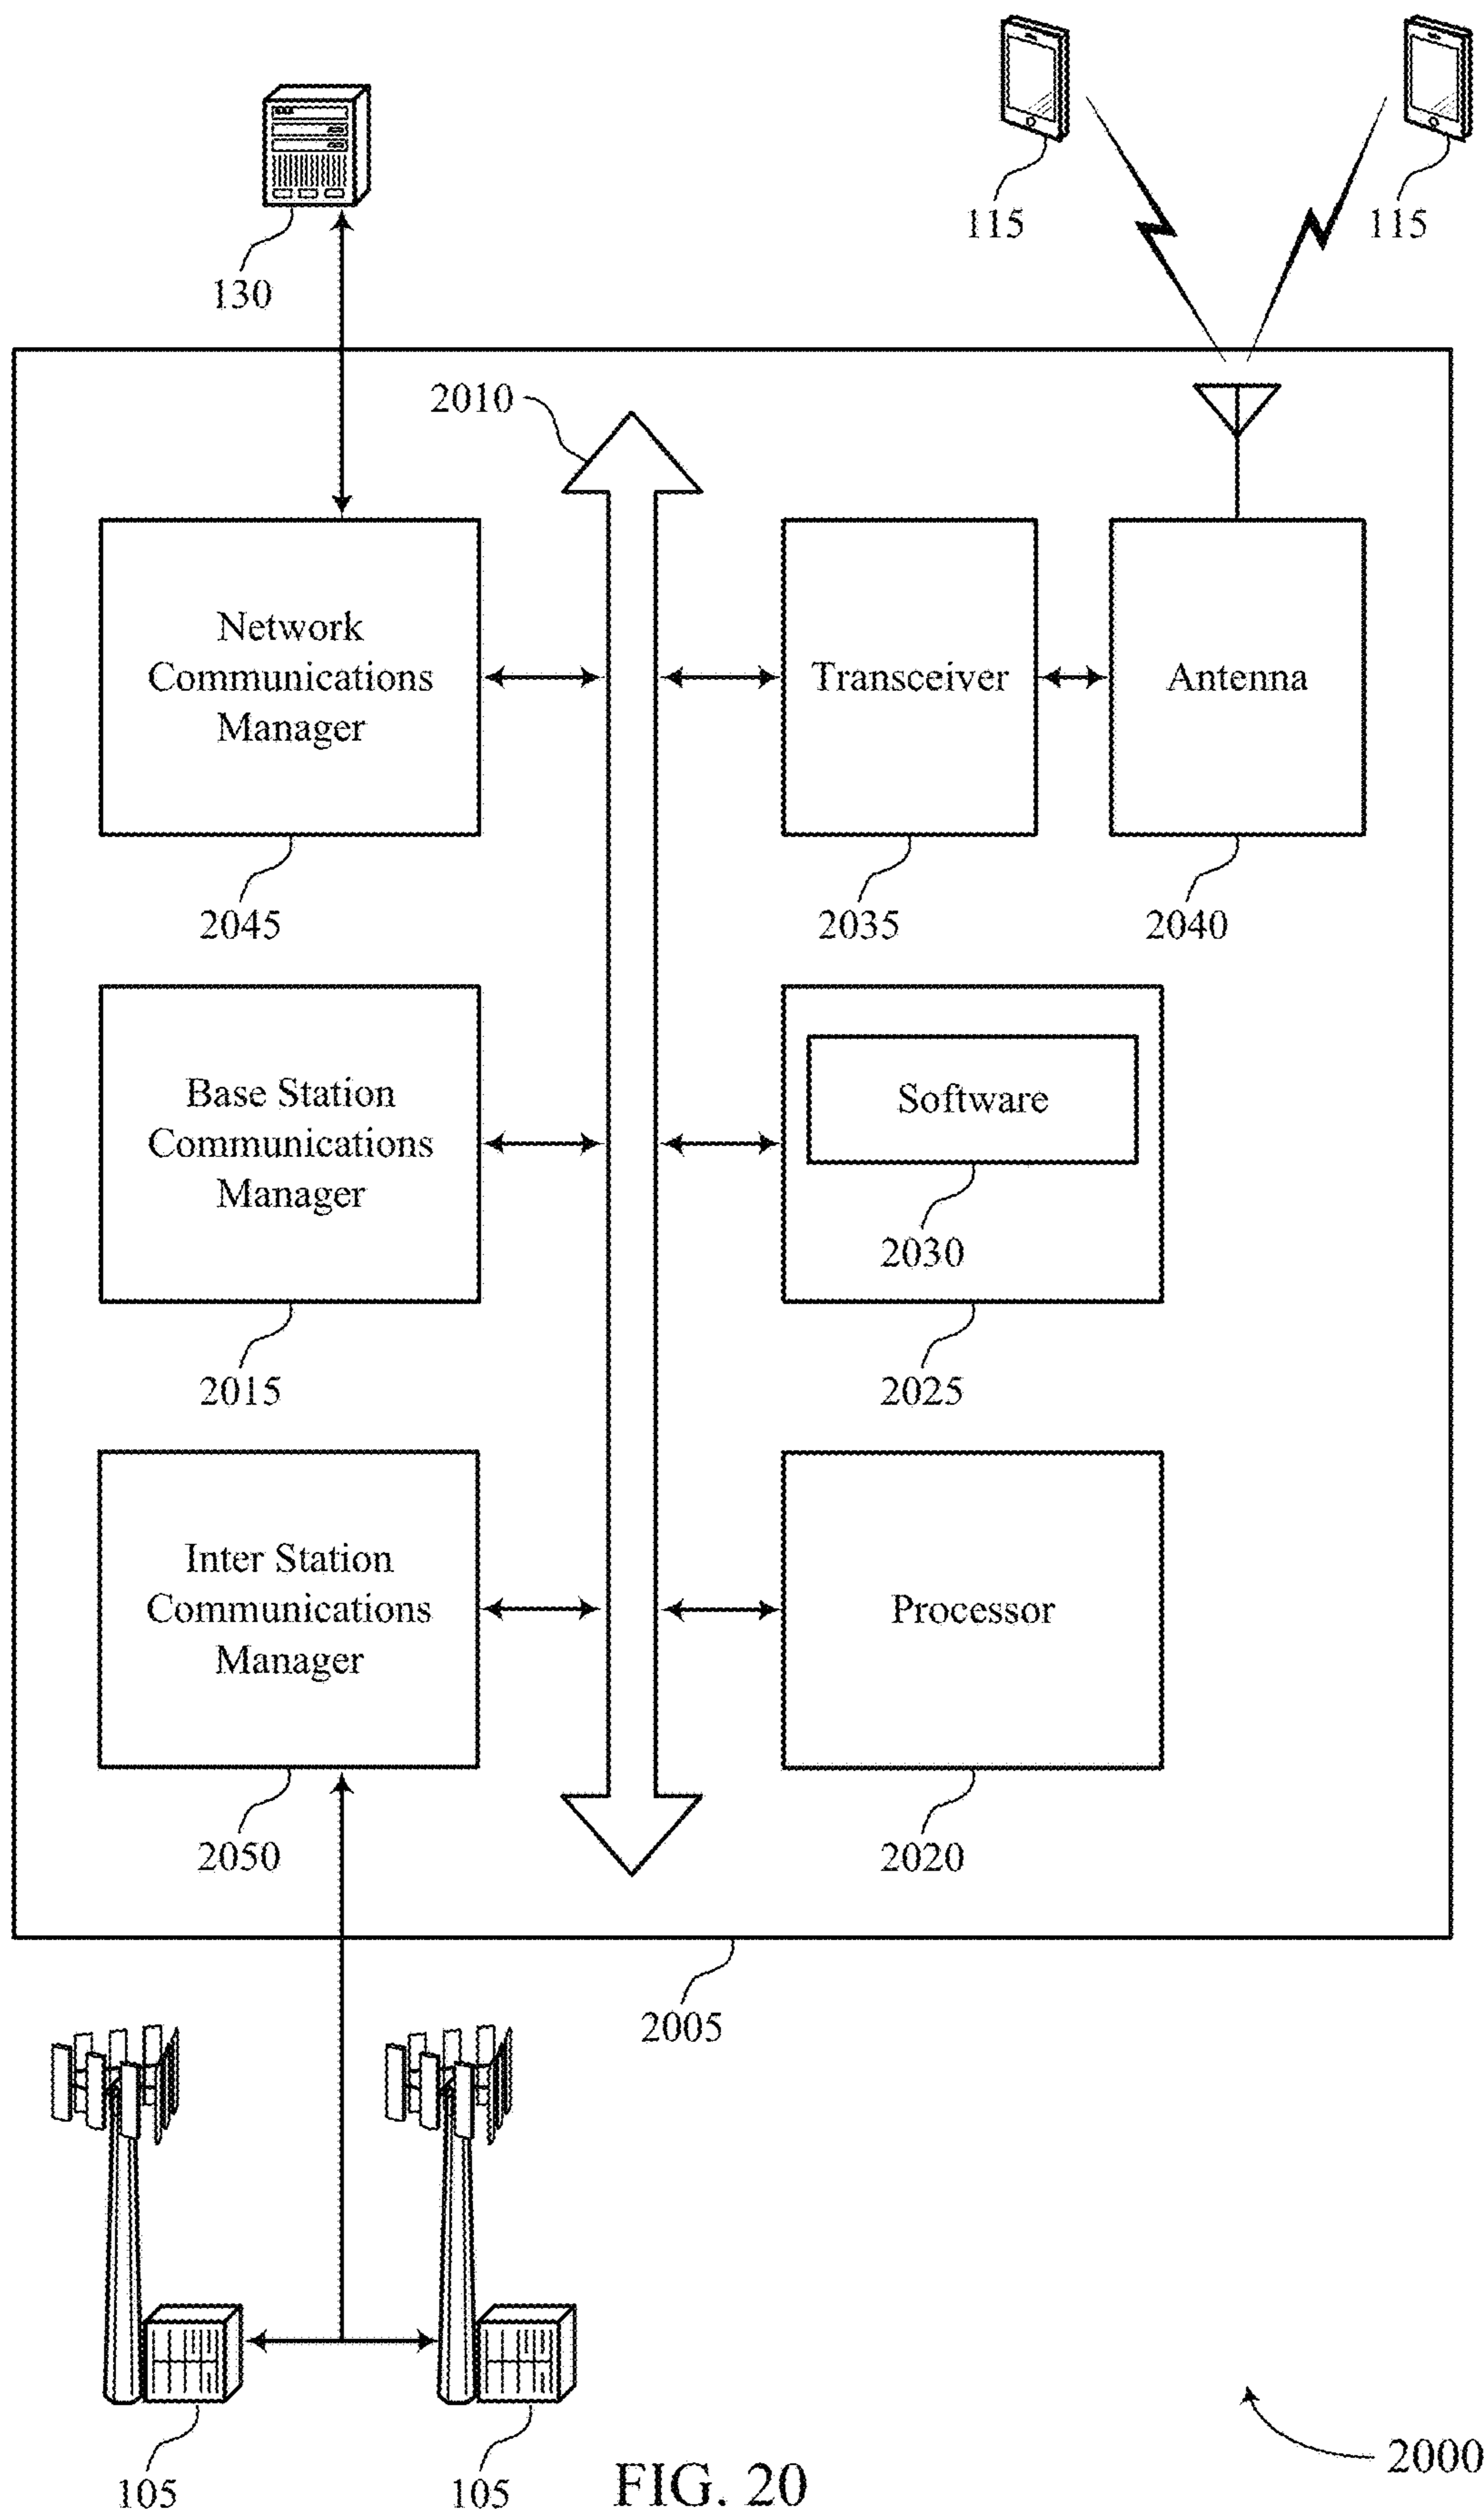 115
115
130
2010
Network
Communications
Manager
Transceiver
Antenna
2045
2035
2040
Base Station
Communications
Manager
Software
2030
2015
2025
Inter Station
Communications
Manager
Processor
2050
2020
2005
105
105
FIG. 20
2000